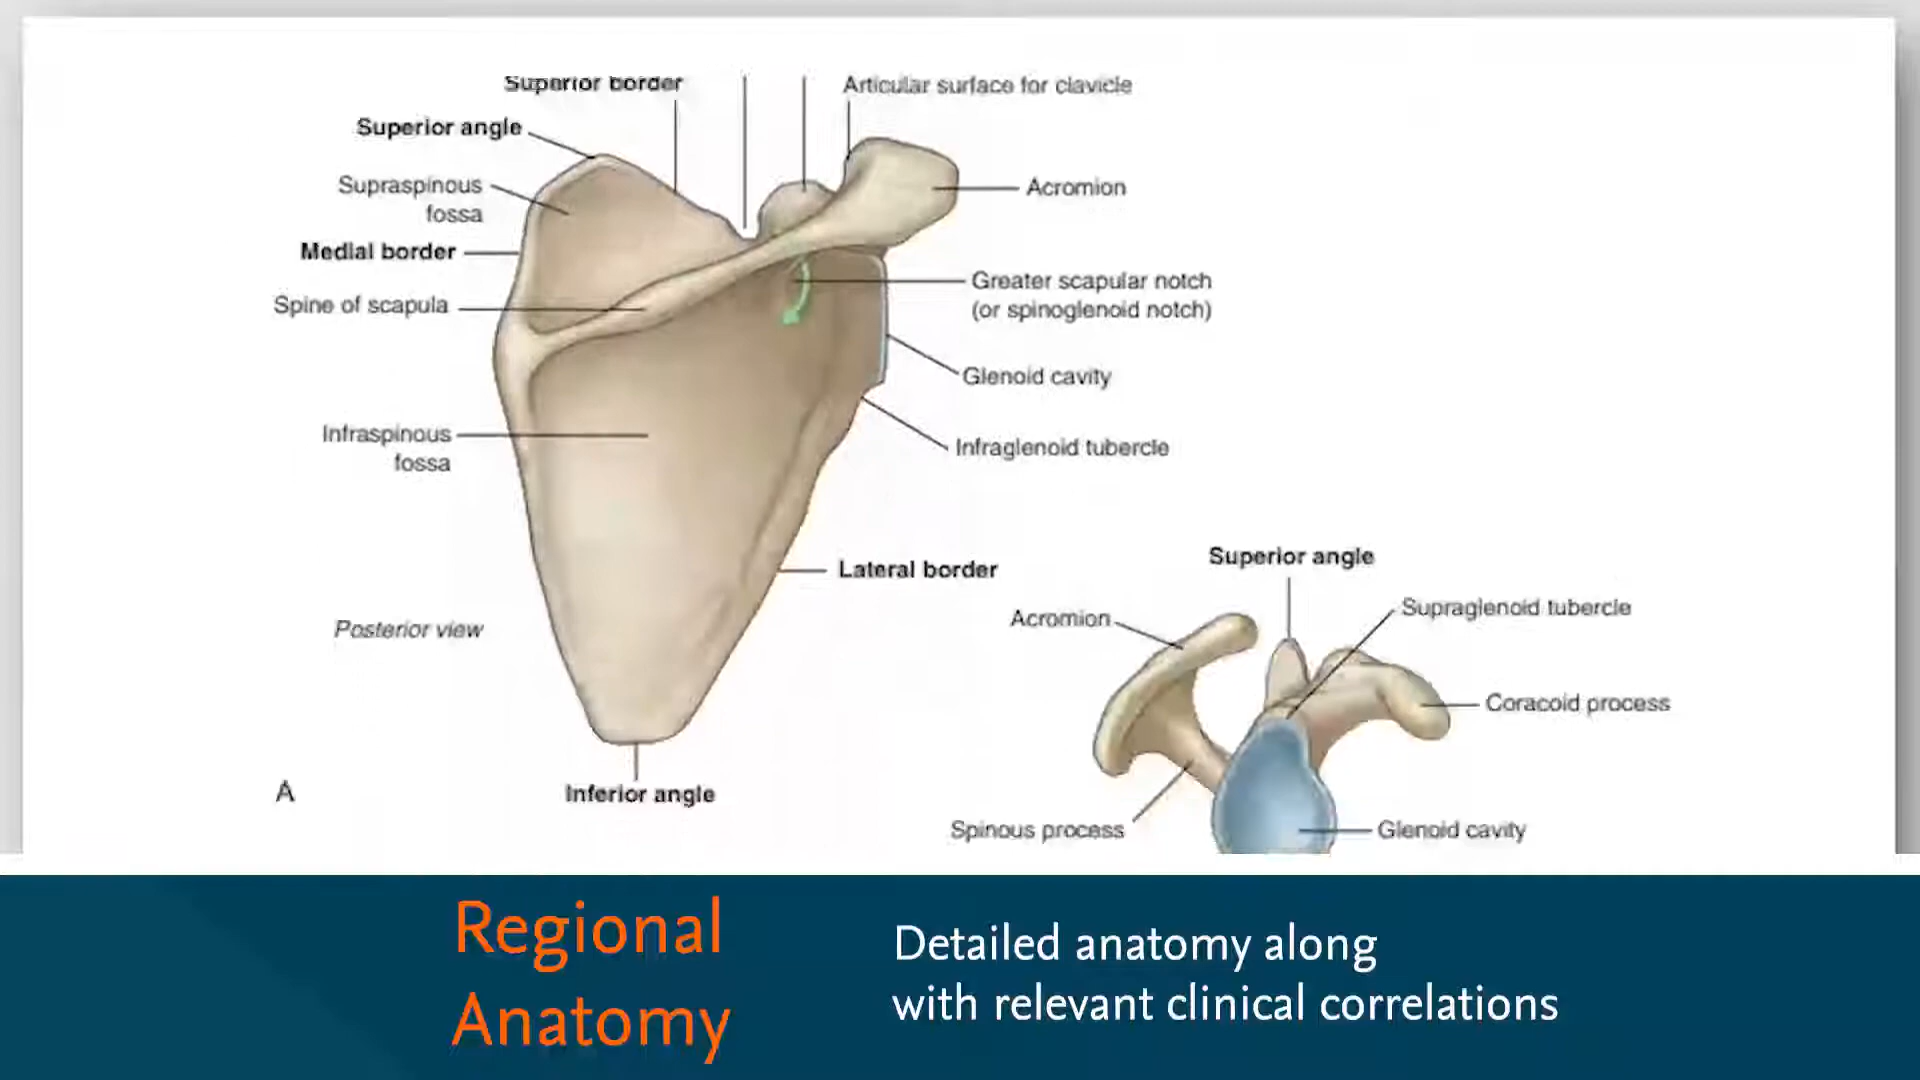 Superior border
Articular surface for clavicle
Superior angle
Supraspinous
fossa
Acromion
Medial border
Greater scapular notch
(or spinoglenoid notch)
Spine of scapula
Glenoid cavity
Infraspinous
fossa
Infraglenoid tubercle
Lateral border
Posterior view
Inferior angle
A
Superior angle
Acromion
Supraglenoid tubercle
Coracoid process
Spinous process
Glenoid cavity
Regional
Anatomy
Detailed anatomy along
with relevant clinical correlations